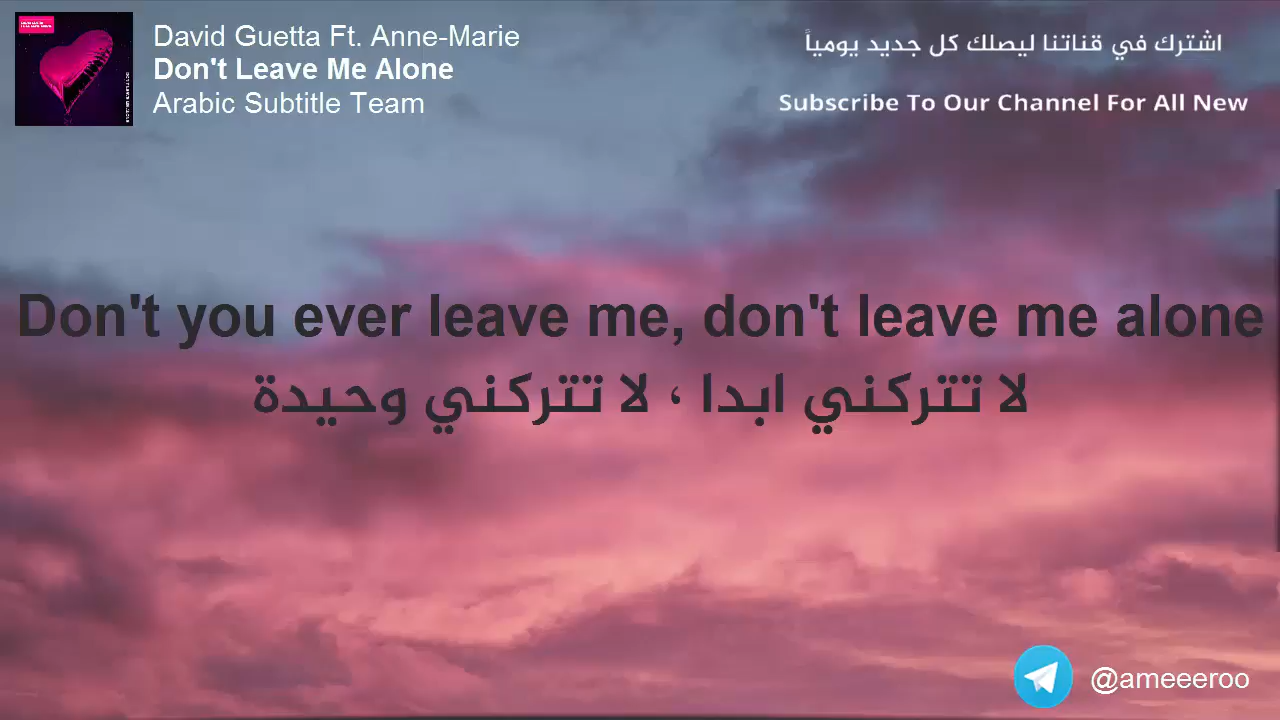 David Guetta Ft. Anne-Marie
Don't Leave Me Alone
Arabic Subtitle Team
اشترك في قناتنا ليصلك كل جديد يومياً
Subscribe To Our Channel For All New
Don't you ever leave me, don't leave me alone
لا تتركني ابدا ، لا تتركني وحيدة
@ameeeroo